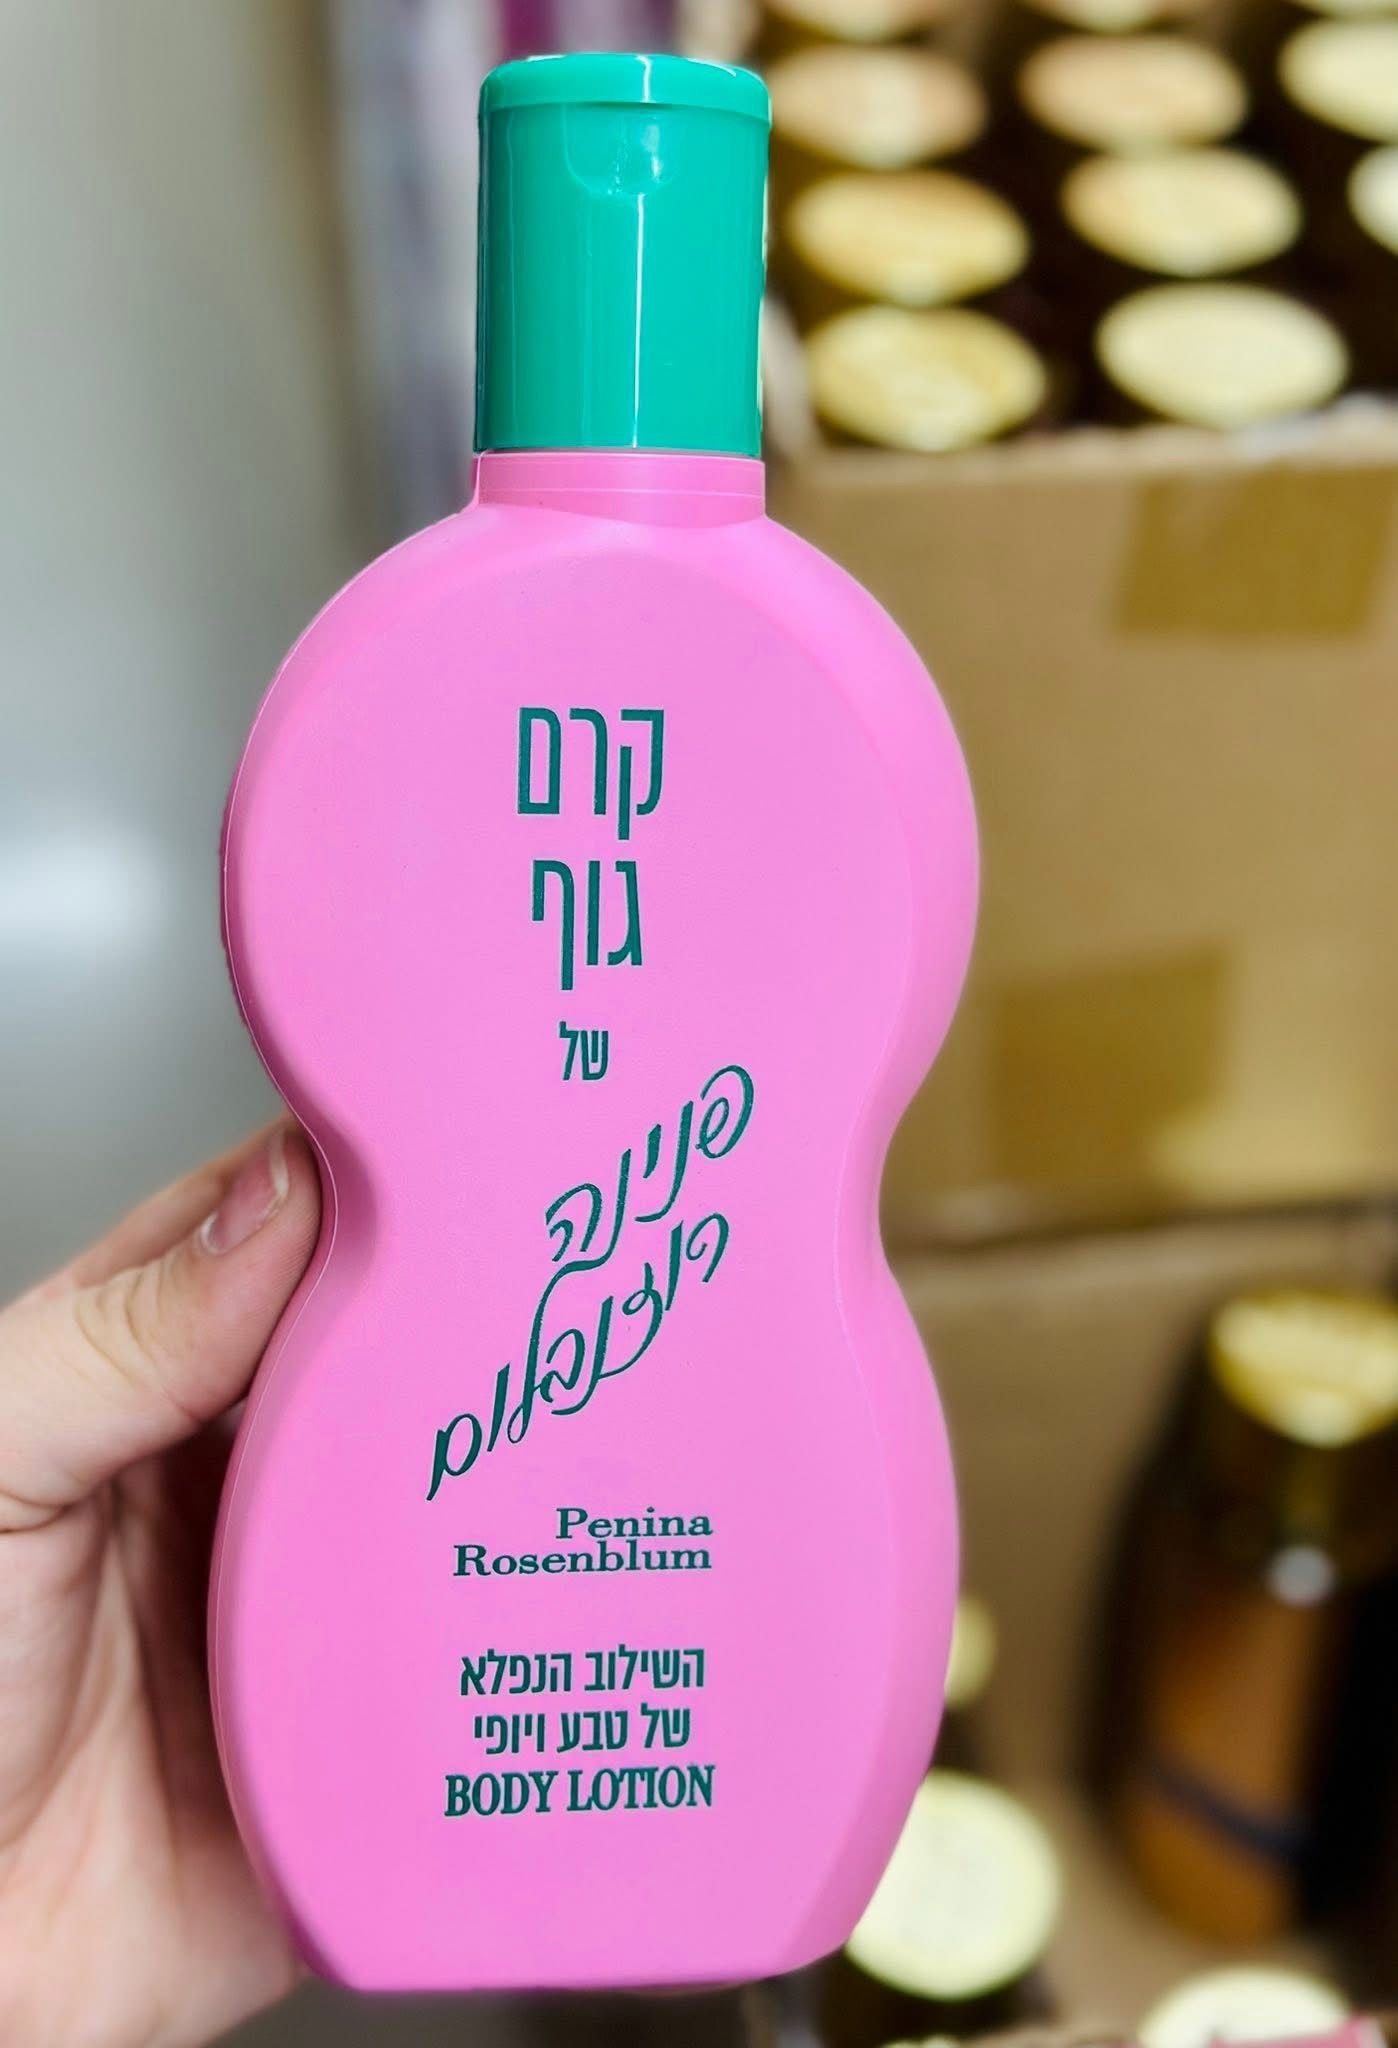 קרם
גוף
של
פנינה
רוזנבלום
Penina
Rosenblum
השילוב הנפלא
של טבע ויופי
BODY LOTION